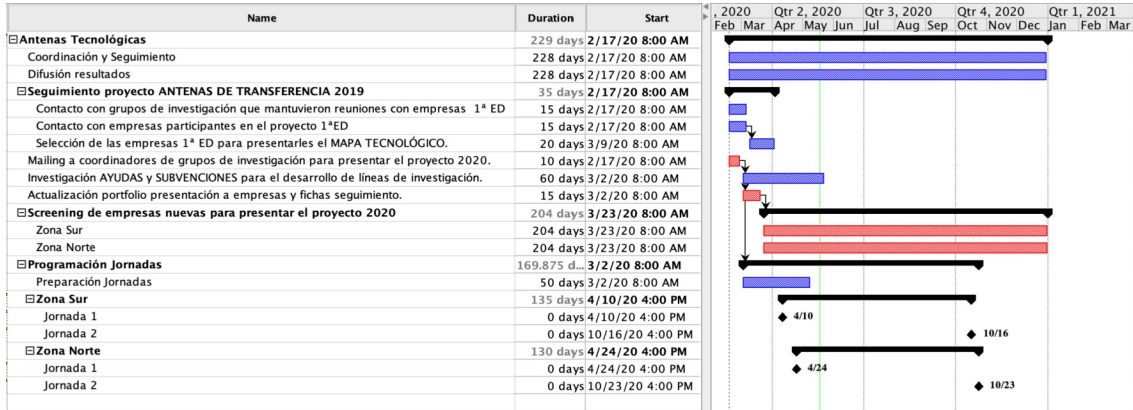 Name Duration Start , 2020 Qtr 2, 2020 Qtr 3, 2020 Qtr 4, 2020 Qtr 1, 2021
Feb Mar Apr May Jun Jul Aug Sep Oct Nov Dec Jan Feb Mar
Antenas Tecnológicas 229 days 2/17/20 8:00 AM
Coordinación y Seguimiento 228 days 2/17/20 8:00 AM
Difusión resultados 228 days 2/17/20 8:00 AM
Seguimiento proyecto ANTENAS DE TRANSFERENCIA 2019 35 days 2/17/20 8:00 AM
Contacto con grupos de investigación que mantuvieron reuniones con empresas 1ª ED 15 days 2/17/20 8:00 AM
Contacto con empresas participantes en el proyecto 1ªED 15 days 2/17/20 8:00 AM
Selección de las empresas 1ª ED para presentarles el MAPA TECNOLÓGICO. 20 days 3/9/20 8:00 AM
Mailing a coordinadores de grupos de investigación para presentar el proyecto 2020. 10 days 2/17/20 8:00 AM
Investigación AYUDAS y SUBVENCIONES para el desarrollo de líneas de investigación. 60 days 3/2/20 8:00 AM
Actualización portfolio presentación a empresas y fichas seguimiento. 15 days 3/2/20 8:00 AM
Screening de empresas nuevas para presentar el proyecto 2020 204 days 3/23/20 8:00 AM
Zona Sur 204 days 3/23/20 8:00 AM
Zona Norte 204 days 3/23/20 8:00 AM
Programación Jornadas 169.875 d... 3/2/20 8:00 AM
Preparación Jornadas 50 days 3/2/20 8:00 AM
Zona Sur 135 days 4/10/20 4:00 PM
Jornada 1 0 days 4/10/20 4:00 PM 4/10
Jornada 2 0 days 10/16/20 4:00 PM 10/16
Zona Norte 130 days 4/24/20 4:00 PM
Jornada 1 0 days 4/24/20 4:00 PM 4/24
Jornada 2 0 days 10/23/20 4:00 PM 10/23